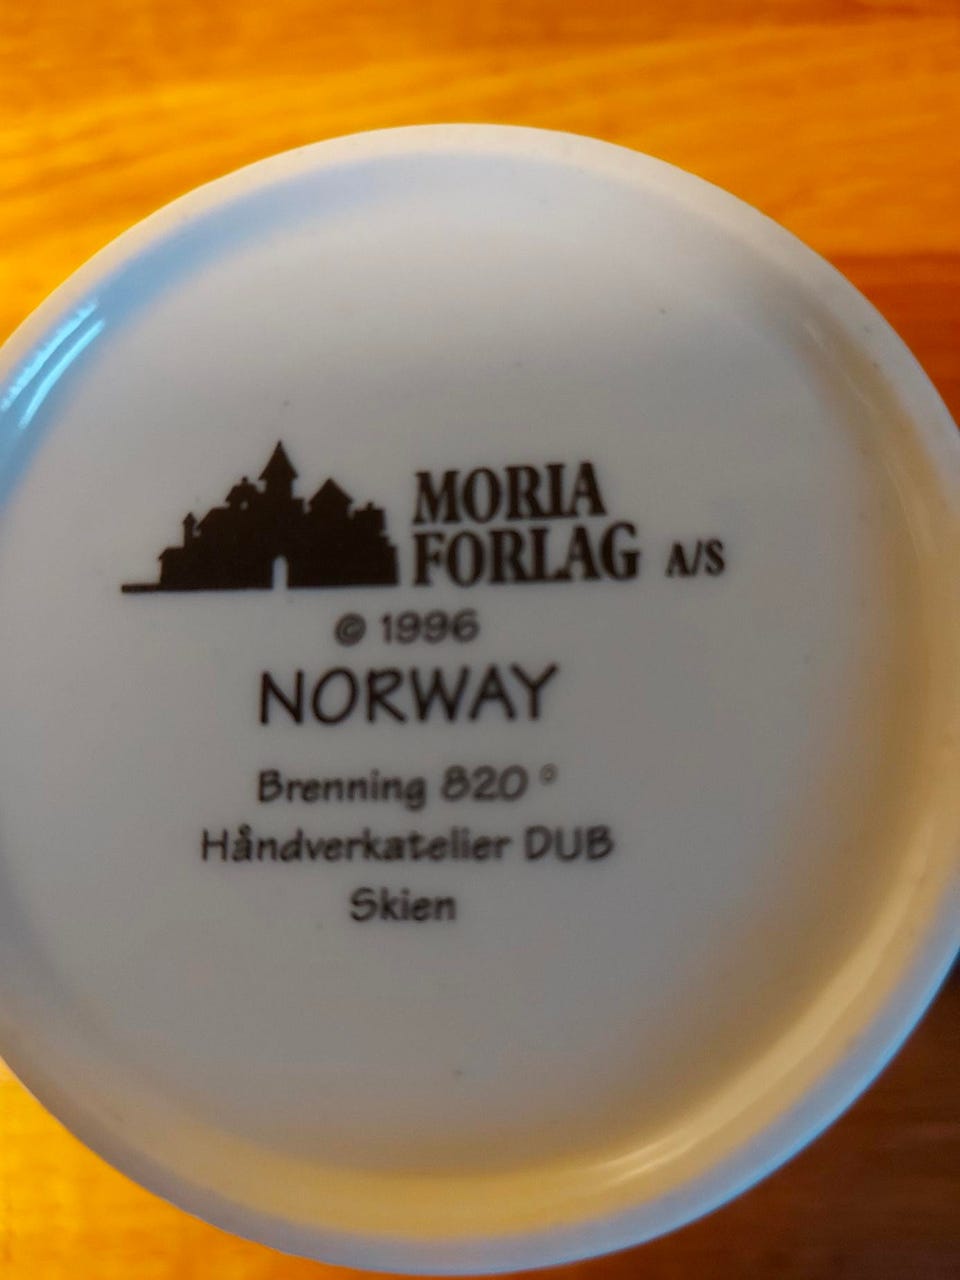 MORIA
FORLAG A/S
© 1996
NORWAY
Brenning 820 °
Håndverkatelier DUB
Skien